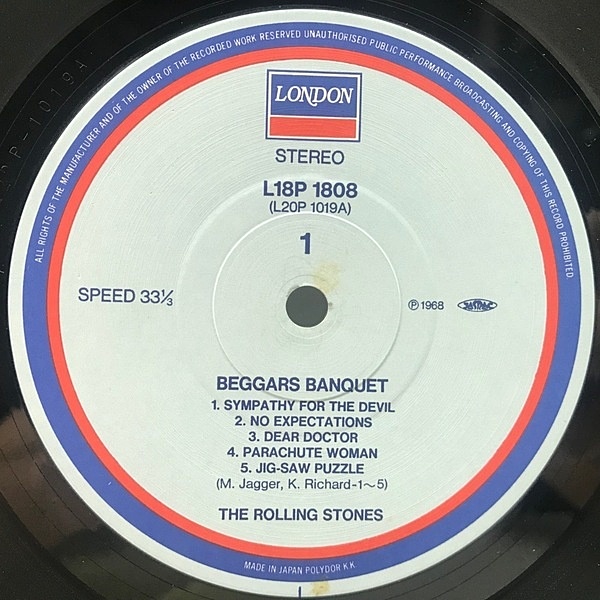 ALL RIGHTS OF THE MANUFACTURER AND OF THE OWNER OF THE RECORDED WORK RESERVED UNAUTHORISED PUBLIC PERFORMANCE BROADCASTING AND COPYING OF THIS RECORD PROHIBITED.
LONDON
STEREO
L18P 1808
(L20P 1019A)
1
SPEED 33⅓
℗ 1968 JASRAC
BEGGARS BANQUET
1. SYMPATHY FOR THE DEVIL
2. NO EXPECTATIONS
3. DEAR DOCTOR
4. PARACHUTE WOMAN
5. JIG-SAW PUZZLE
(M. Jagger, K. Richard-1～5)
THE ROLLING STONES
MADE IN JAPAN POLYDOR K K